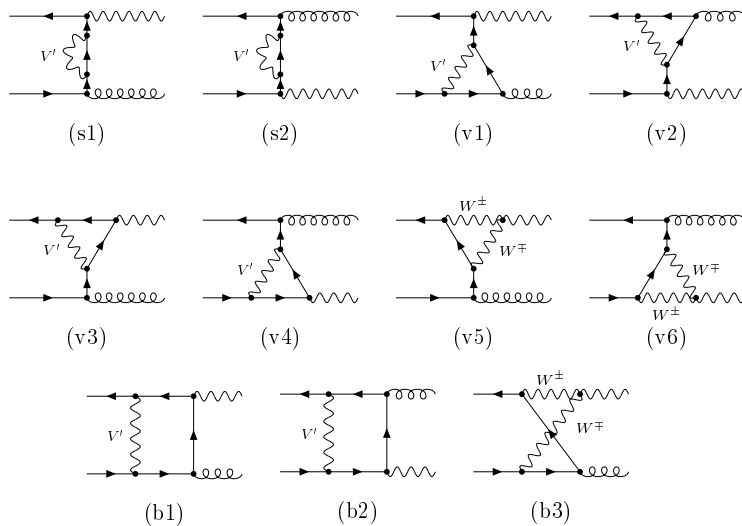 V′
V′
V′
V′
(s1)
(s2)
(v1)
(v2)
W±
V′
V′
W∓
W∓
W±
(v3)
(v4)
(v5)
(v6)
W±
V′
V′
W∓
(b1)
(b2)
(b3)